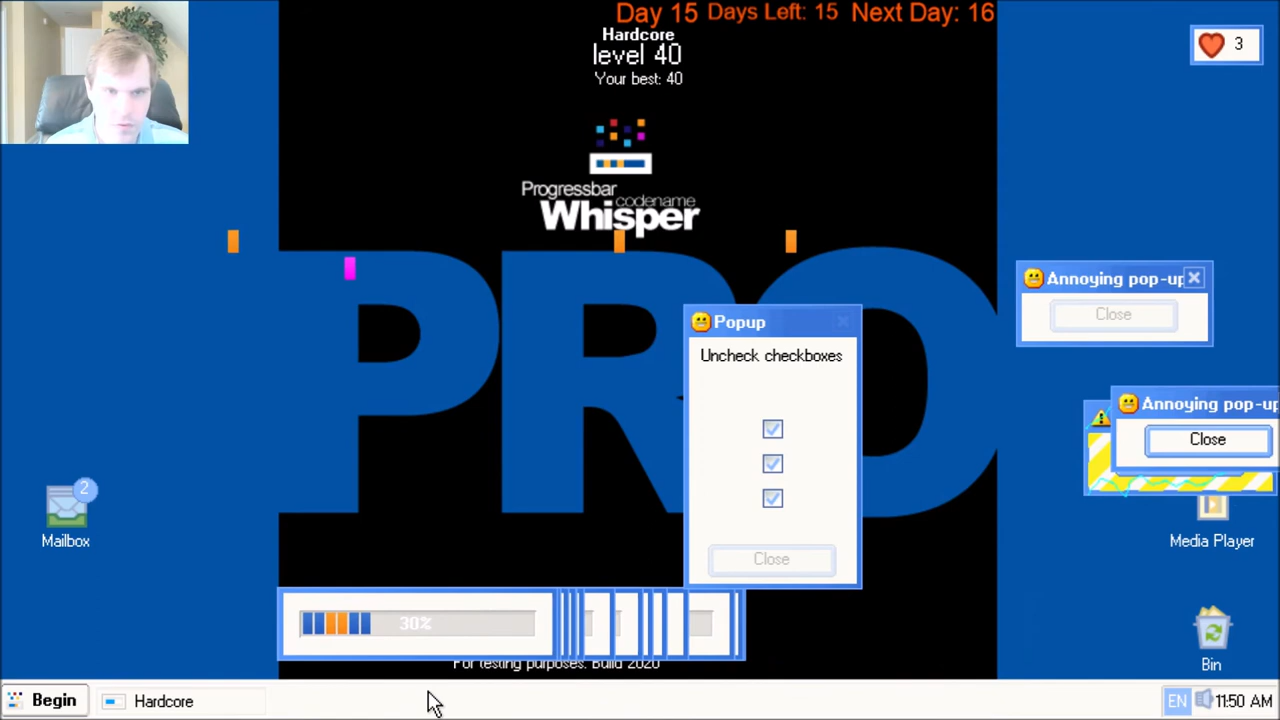 Day 15 Days Left: 15 Next Day: 16
Hardcore
level 40
Your best: 40
3
Progressbar
codename
Whisper
PRO
Annoying pop-up
Close
Popup
Uncheck checkboxes
Close
Annoying pop-up
Close
2
Mailbox
Media Player
30%
For testing purposes. Build 2020
Bin
Begin
Hardcore
EN
11:50 AM